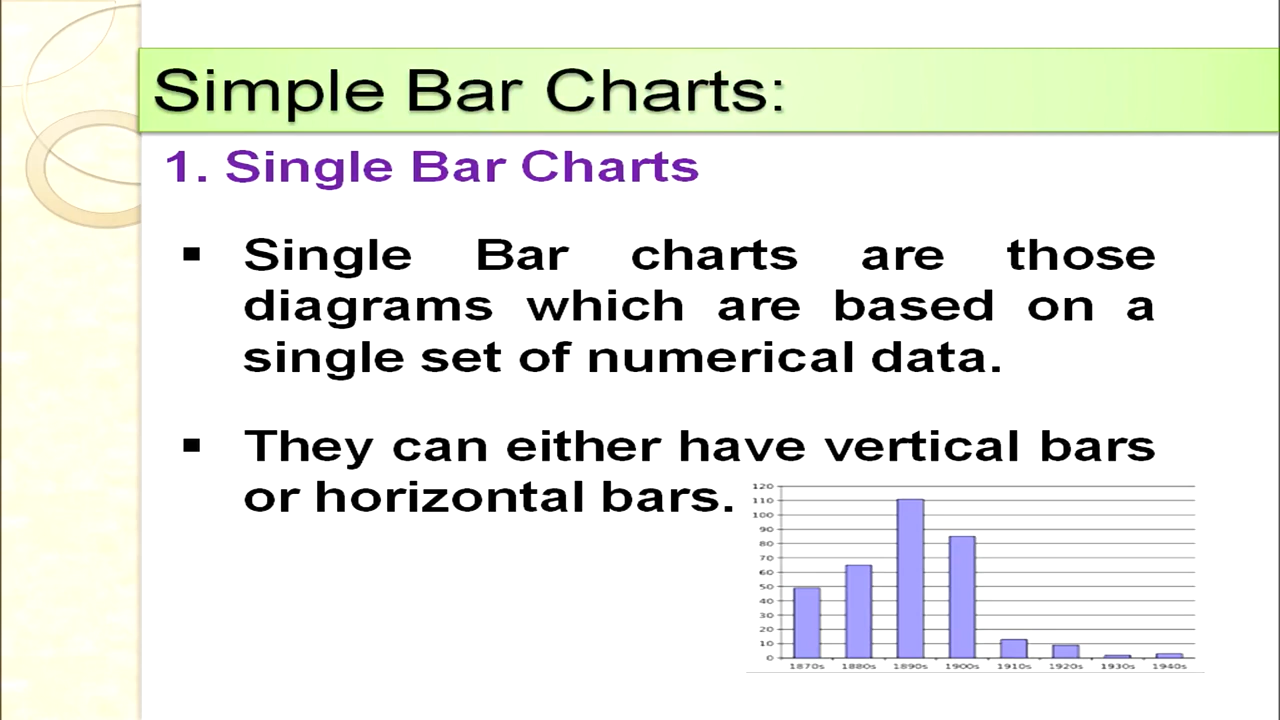 Simple Bar Charts:
1. Single Bar Charts
▪ Single Bar charts are those
diagrams which are based on a
single set of numerical data.
▪ They can either have vertical bars
or horizontal bars.
120
110
100
90
80
70
60
50
40
30
20
10
0
1870s 1880s 1890s 1900s 1910s 1920s 1930s 1940s